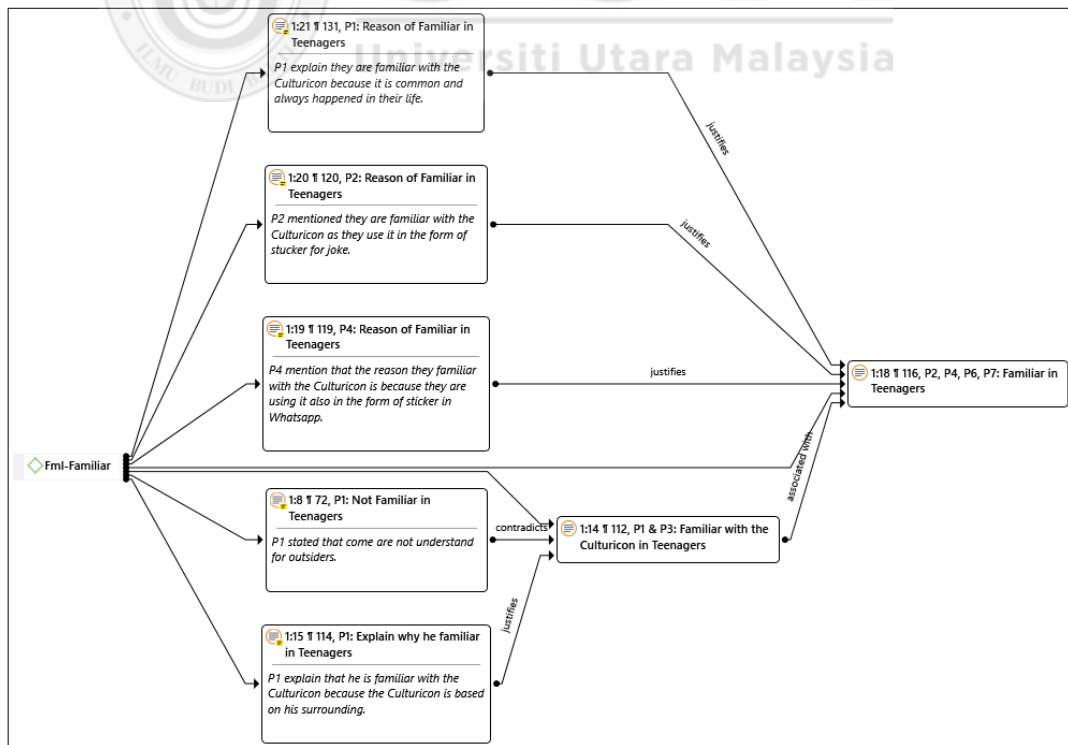 Universiti Utara Malaysia
ILMU BUDI B
1:21 ¶ 131, P1: Reason of Familiar in
Teenagers
P1 explain they are familiar with the
Culturicon because it is common and
always happened in their life.
justifies
1:20 ¶ 120, P2: Reason of Familiar in
Teenagers
P2 mentioned they are familiar with the
Culturicon as they use it in the form of
stucker for joke.
justifies
1:19 ¶ 119, P4: Reason of Familiar in
Teenagers
P4 mention that the reason they familiar
with the Culturicon is because they are
using it also in the form of sticker in
Whatsapp.
justifies
1:18 ¶ 116, P2, P4, P6, P7: Familiar in
Teenagers
Fml-Familiar
associated with
1:8 ¶ 72, P1: Not Familiar in
Teenagers
P1 stated that come are not understand
for outsiders.
contradicts
1:14 ¶ 112, P1 & P3: Familiar with the
Culturicon in Teenagers
justifies
1:15 ¶ 114, P1: Explain why he familiar
in Teenagers
P1 explain that he is familiar with the
Culturicon because the Culturicon is based
on his surrounding.